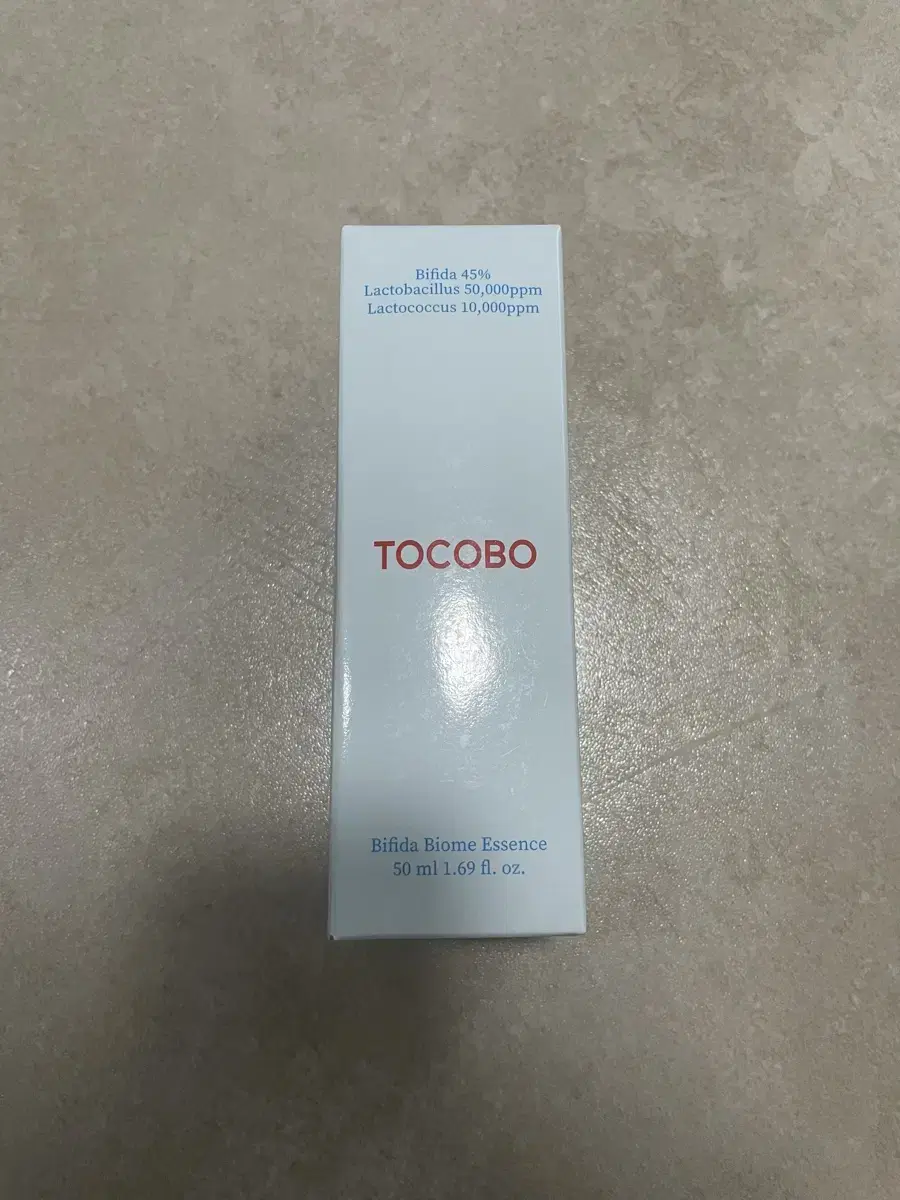 Bifida 45%
Lactobacillus 50,000ppm
Lactococcus 10,000ppm
TOCOBO
Bifida Biome Essence
50 ml 1.69 fl. oz.